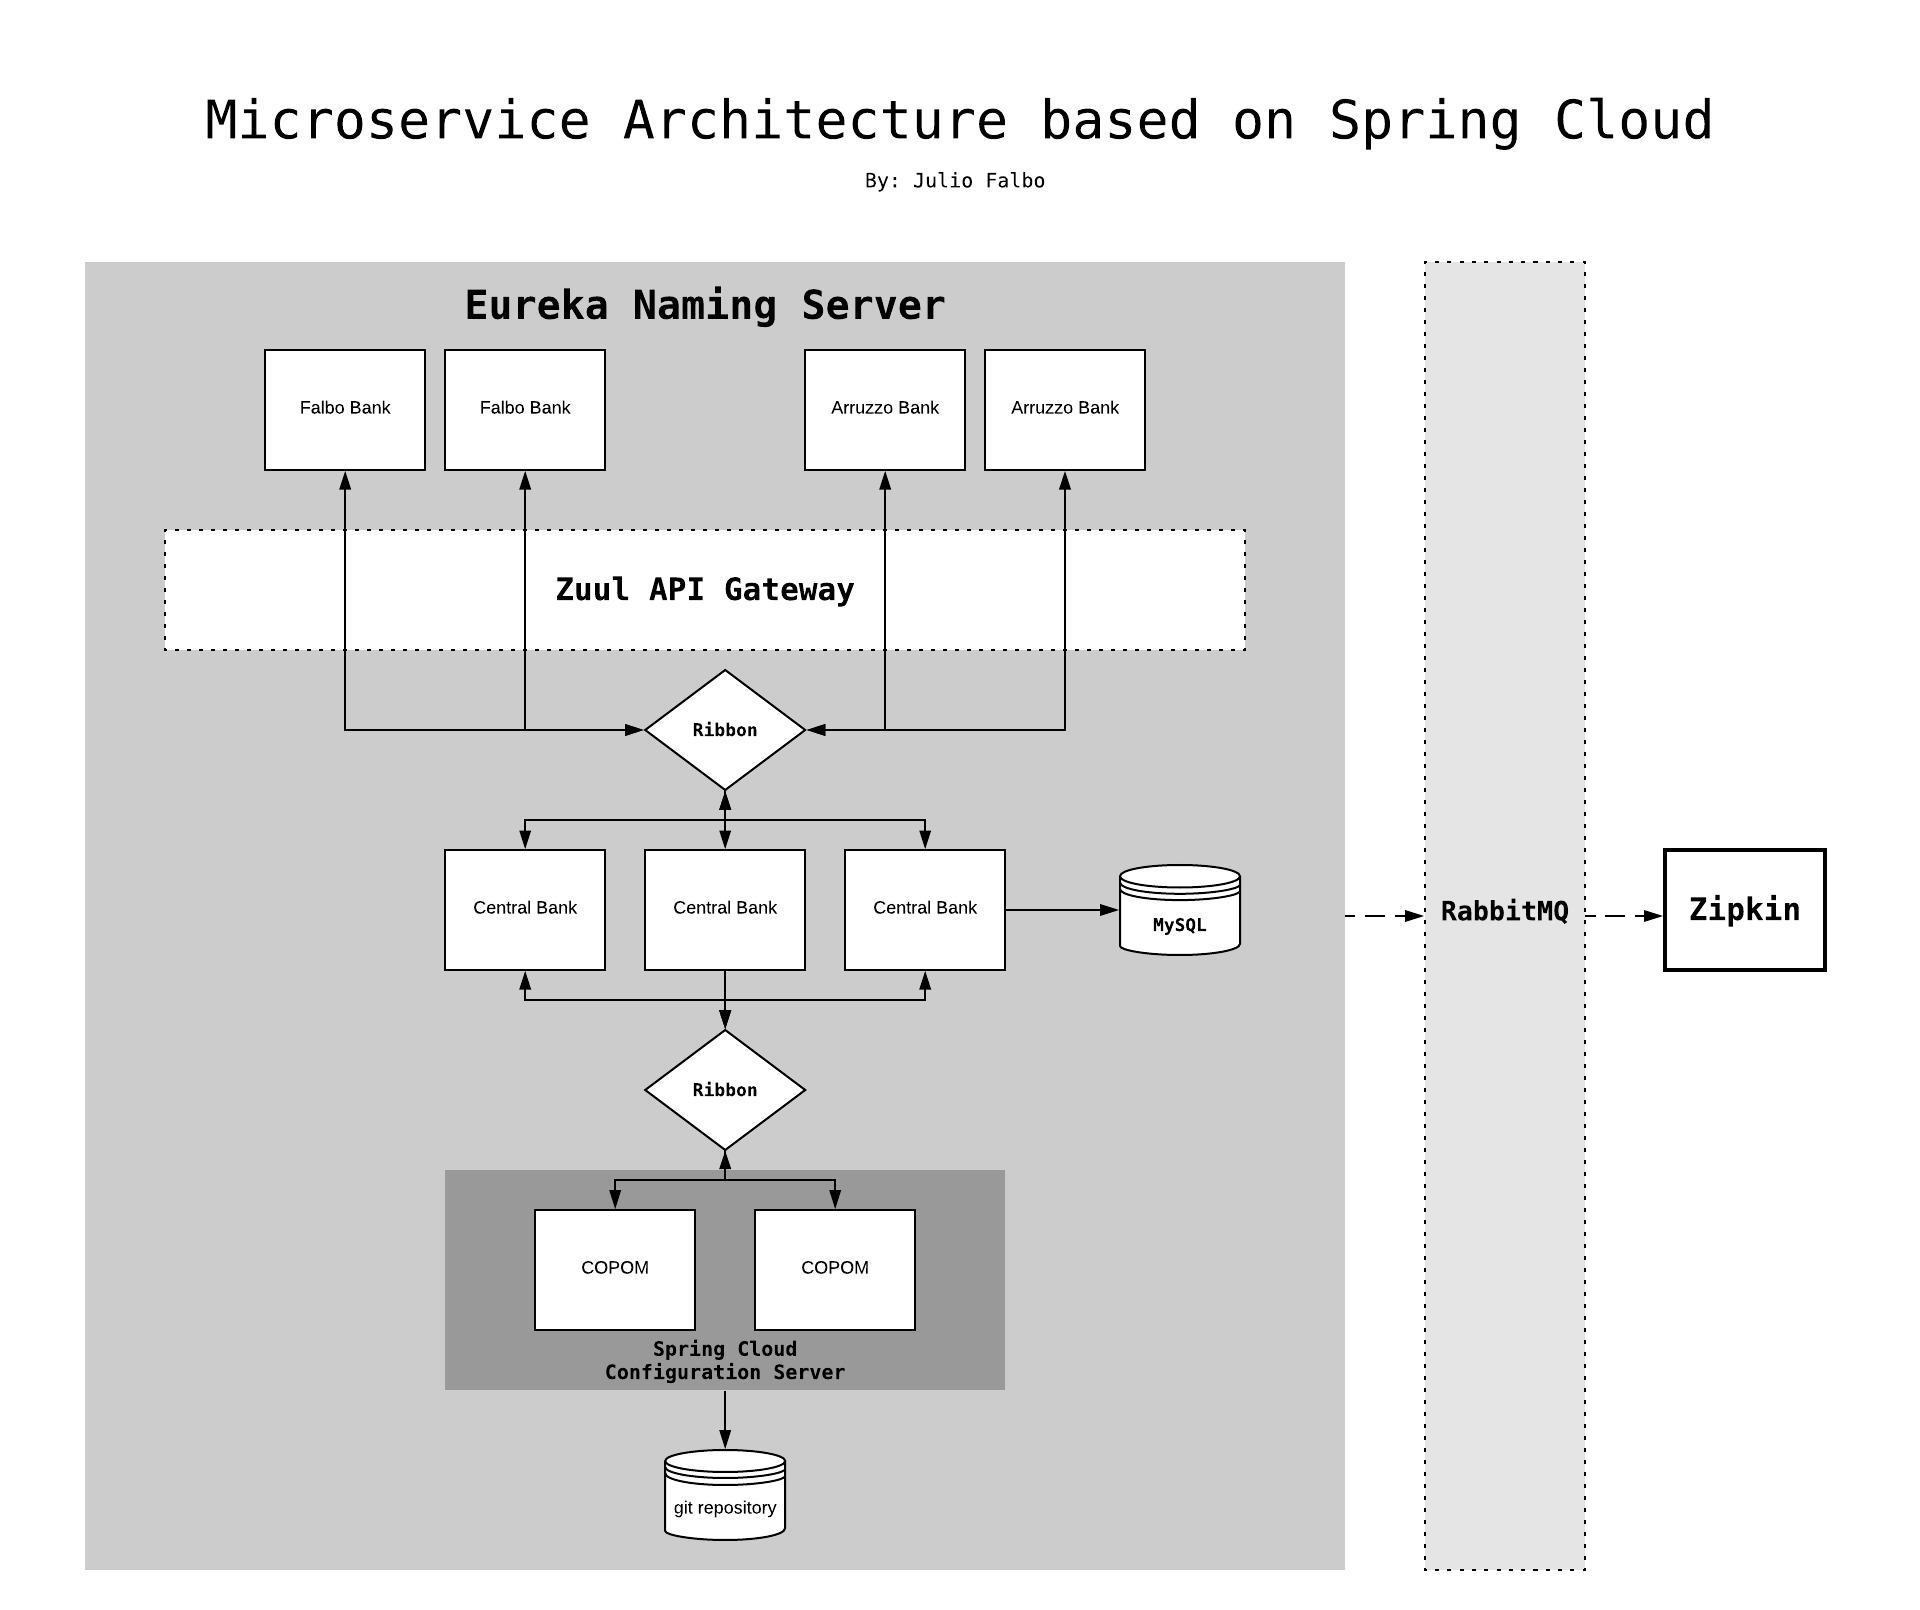 Microservice Architecture based on Spring Cloud
By: Julio Falbo
Eureka Naming Server
Falbo Bank
Falbo Bank
Arruzzo Bank
Arruzzo Bank
Zuul API Gateway
Ribbon
Central Bank
Central Bank
Central Bank
MySQL
RabbitMQ
Zipkin
Ribbon
COPOM
COPOM
Spring Cloud
Configuration Server
git repository